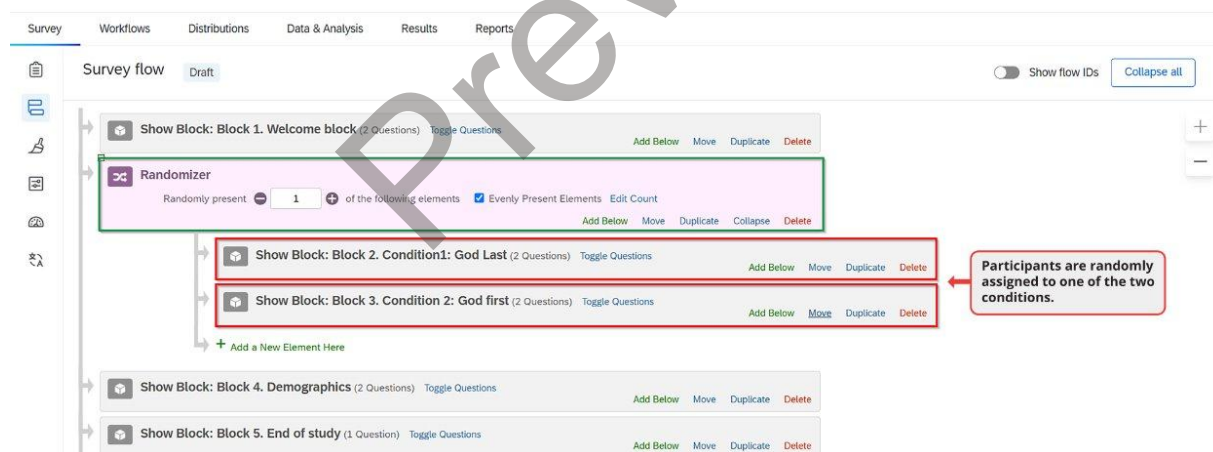 Survey Workflows Distributions Data & Analysis Results Reports
Survey flow Draft Show flow IDs Collapse all
Show Block: Block 1. Welcome block (2 Questions) Toggle Questions
Add Below Move Duplicate Delete
Randomizer
Randomly present 1 of the following elements Evenly Present Elements Edit Count
Add Below Move Duplicate Collapse Delete
Show Block: Block 2. Condition1: God Last (2 Questions) Toggle Questions
Add Below Move Duplicate Delete
Show Block: Block 3. Condition 2: God first (2 Questions) Toggle Questions
Add Below Move Duplicate Delete
Participants are randomly
assigned to one of the two
conditions.
+ Add a New Element Here
Show Block: Block 4. Demographics (2 Questions) Toggle Questions
Add Below Move Duplicate Delete
Show Block: Block 5. End of study (1 Question) Toggle Questions
Add Below Move Duplicate Delete
Prev